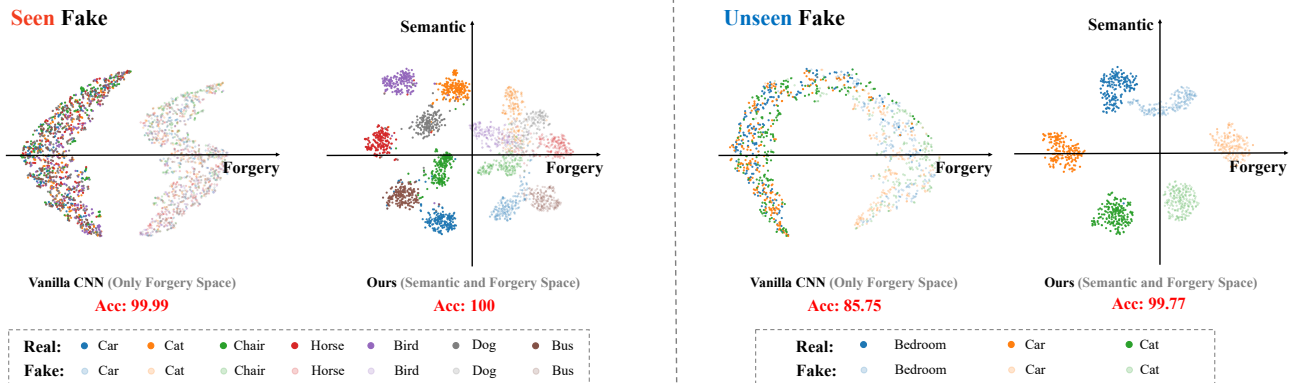 Seen Fake
Semantic
Forgery
Forgery
Vanilla CNN (Only Forgery Space)
Ours (Semantic and Forgery Space)
Acc: 99.99
Acc: 100
Real: Car Cat Chair Horse Bird Dog Bus
Fake: Car Cat Chair Horse Bird Dog Bus
Unseen Fake
Semantic
Forgery
Forgery
Vanilla CNN (Only Forgery Space)
Ours (Semantic and Forgery Space)
Acc: 85.75
Acc: 99.77
Real: Bedroom Car Cat
Fake: Bedroom Car Cat